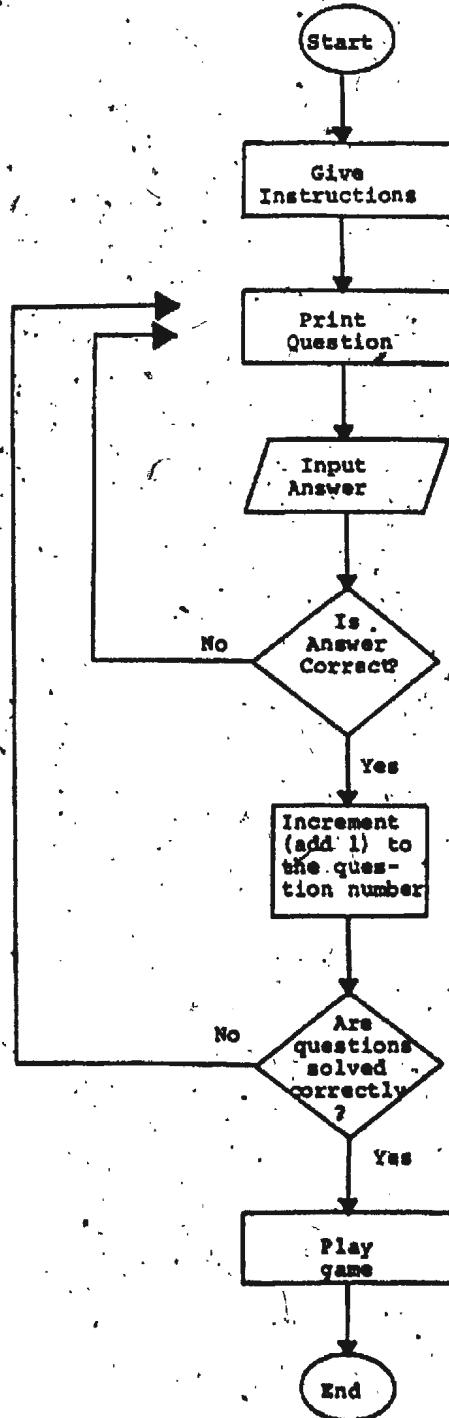 Start
Give
Instructions
Print
Question
Input
Answer
Is
Answer
Correct?
No
Yes
Increment
(add 1) to
the ques-
tion number
Are
questions
solved
correctly
?
No
Yes
Play
game
End